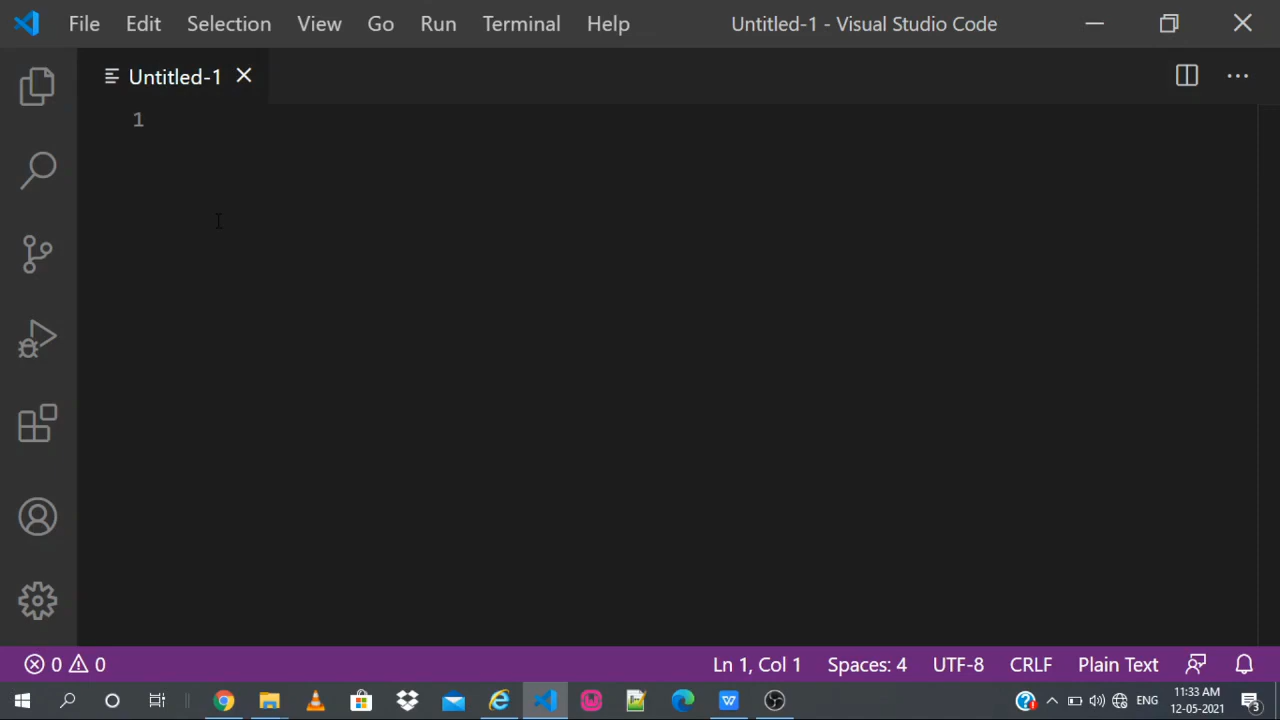 File Edit Selection View Go Run Terminal Help Untitled-1 - Visual Studio Code
Untitled-1
1
0 0 Ln 1, Col 1 Spaces: 4 UTF-8 CRLF Plain Text
ENG 11:33 AM
12-05-2021 3